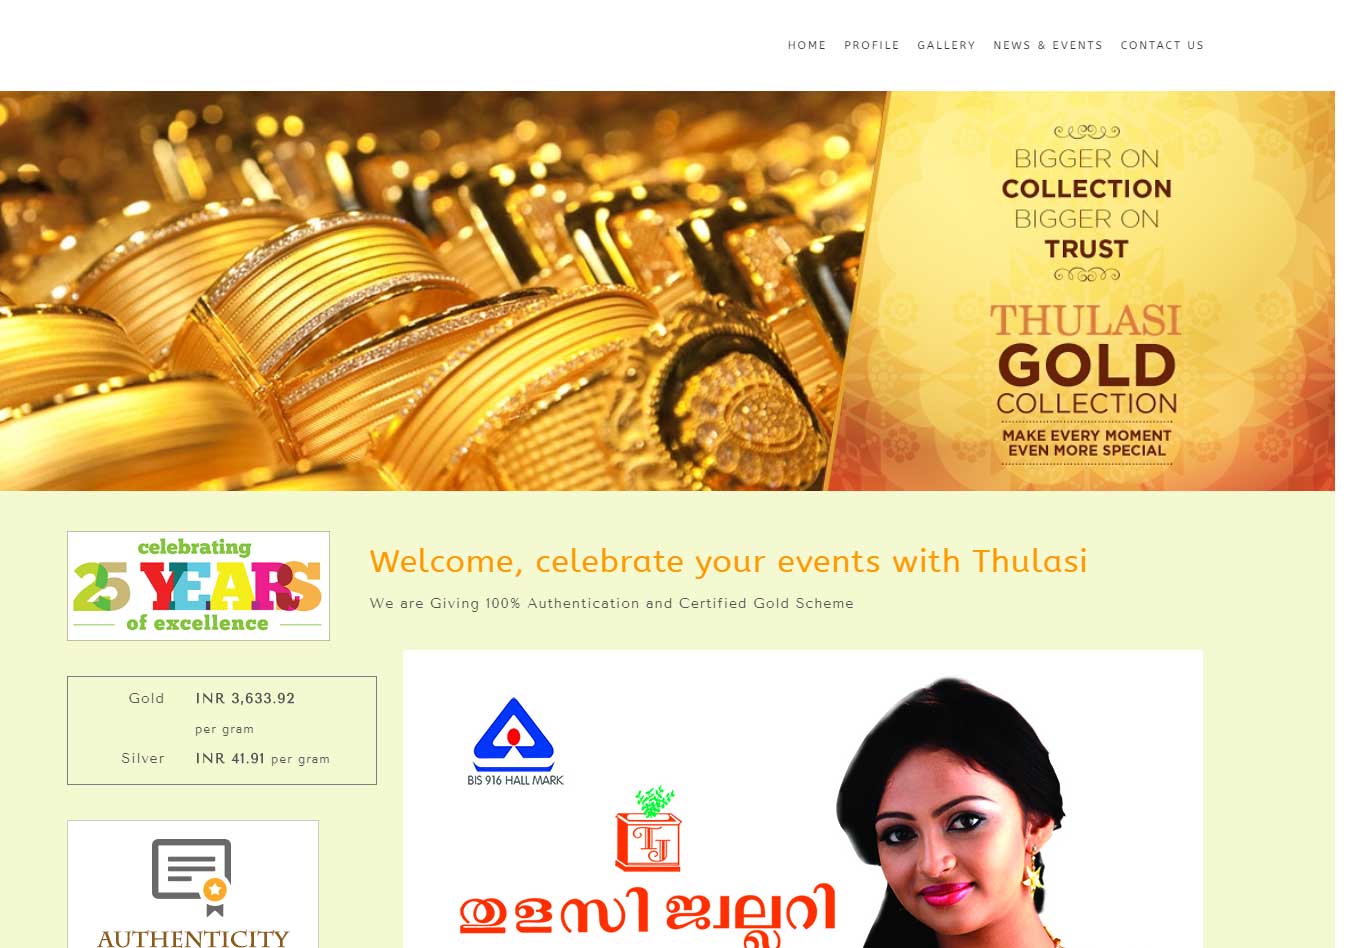 HOME PROFILE GALLERY NEWS & EVENTS CONTACT US
BIGGER ON
COLLECTION
BIGGER ON
TRUST
THULASI
GOLD
COLLECTION
MAKE EVERY MOMENT
EVEN MORE SPECIAL
celebrating
25 YEARS
of excellence
Welcome, celebrate your events with Thulasi
We are Giving 100% Authentication and Certified Gold Scheme
Gold INR 3,633.92
per gram
Silver INR 41.91 per gram
BIS 916 HALL MARK
TJ
തുളസി ജ്വല്ലറി
AUTHENTICITY